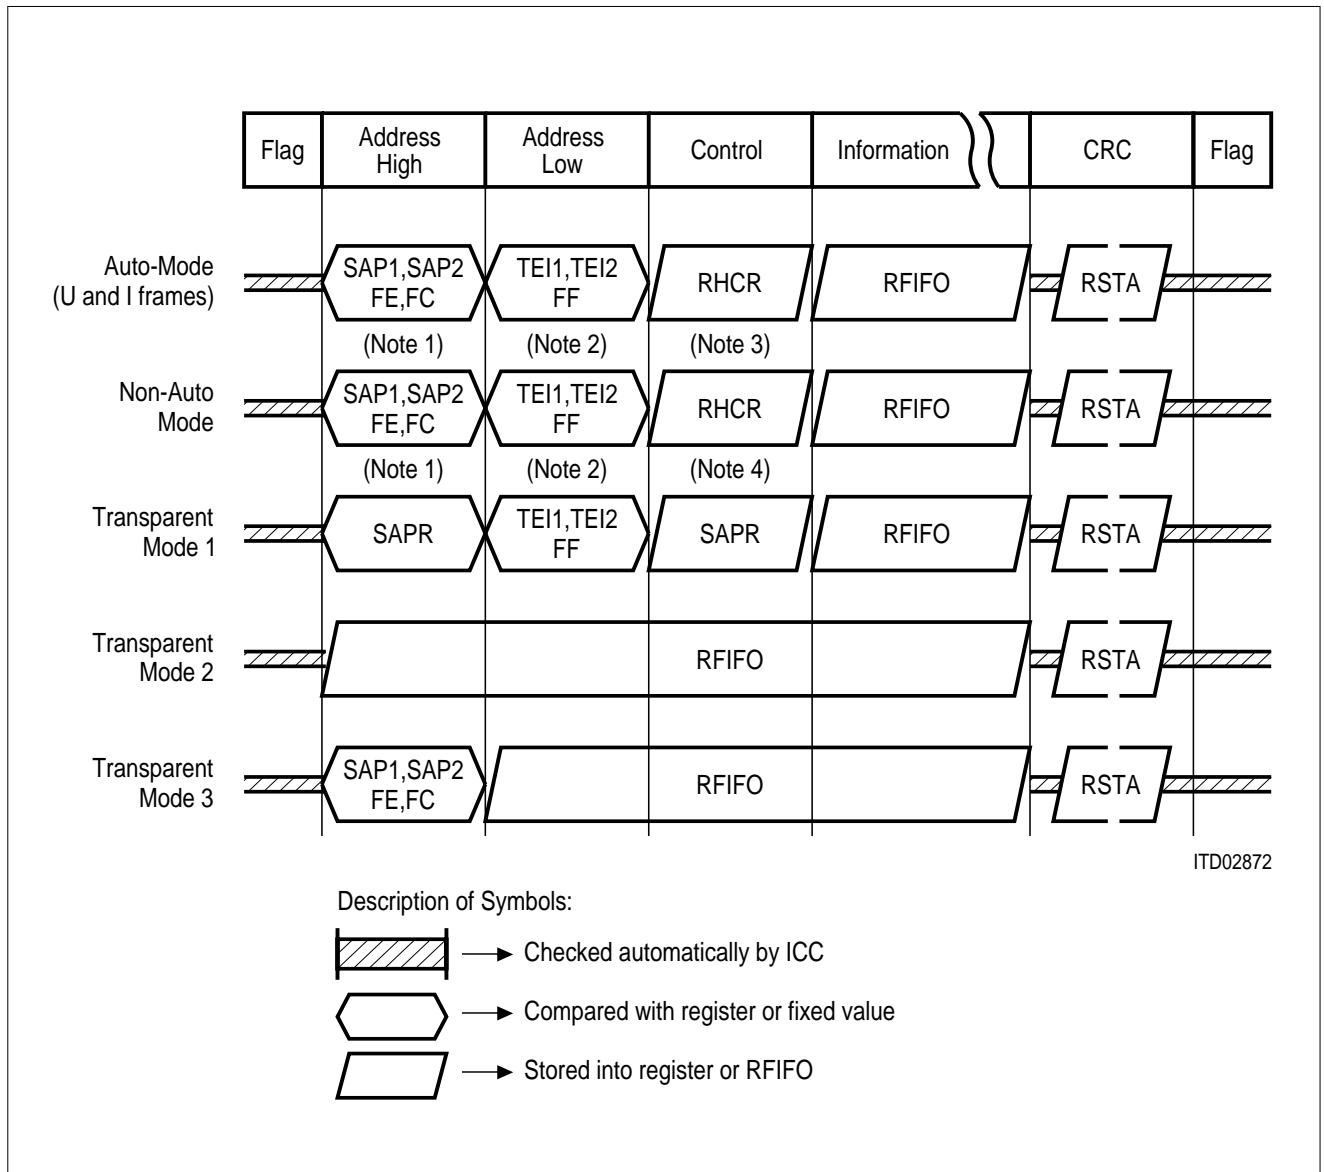 Flag
Address
High
Address
Low
Control
Information
CRC
Flag
Auto-Mode
(U and I frames)
SAP1,SAP2
FE,FC
TEI1,TEI2
FF
RHCR
RFIFO
RSTA
(Note 1)
(Note 2)
(Note 3)
Non-Auto
Mode
SAP1,SAP2
FE,FC
TEI1,TEI2
FF
RHCR
RFIFO
RSTA
(Note 1)
(Note 2)
(Note 4)
Transparent
Mode 1
SAPR
TEI1,TEI2
FF
SAPR
RFIFO
RSTA
Transparent
Mode 2
RFIFO
RSTA
Transparent
Mode 3
SAP1,SAP2
FE,FC
RFIFO
RSTA
ITD02872
Description of Symbols:
Checked automatically by ICC
Compared with register or fixed value
Stored into register or RFIFO